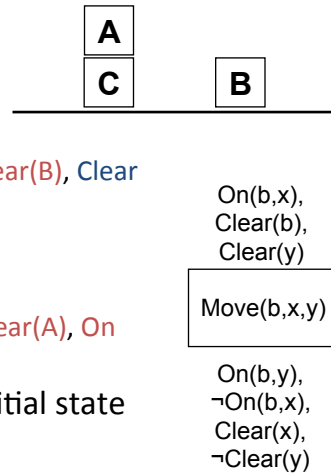 A
C B
ear(B), Clear
On(b,x),
Clear(b),
Clear(y)
Move(b,x,y)
ear(A), On
On(b,y),
¬On(b,x),
Clear(x),
¬Clear(y)
itial state